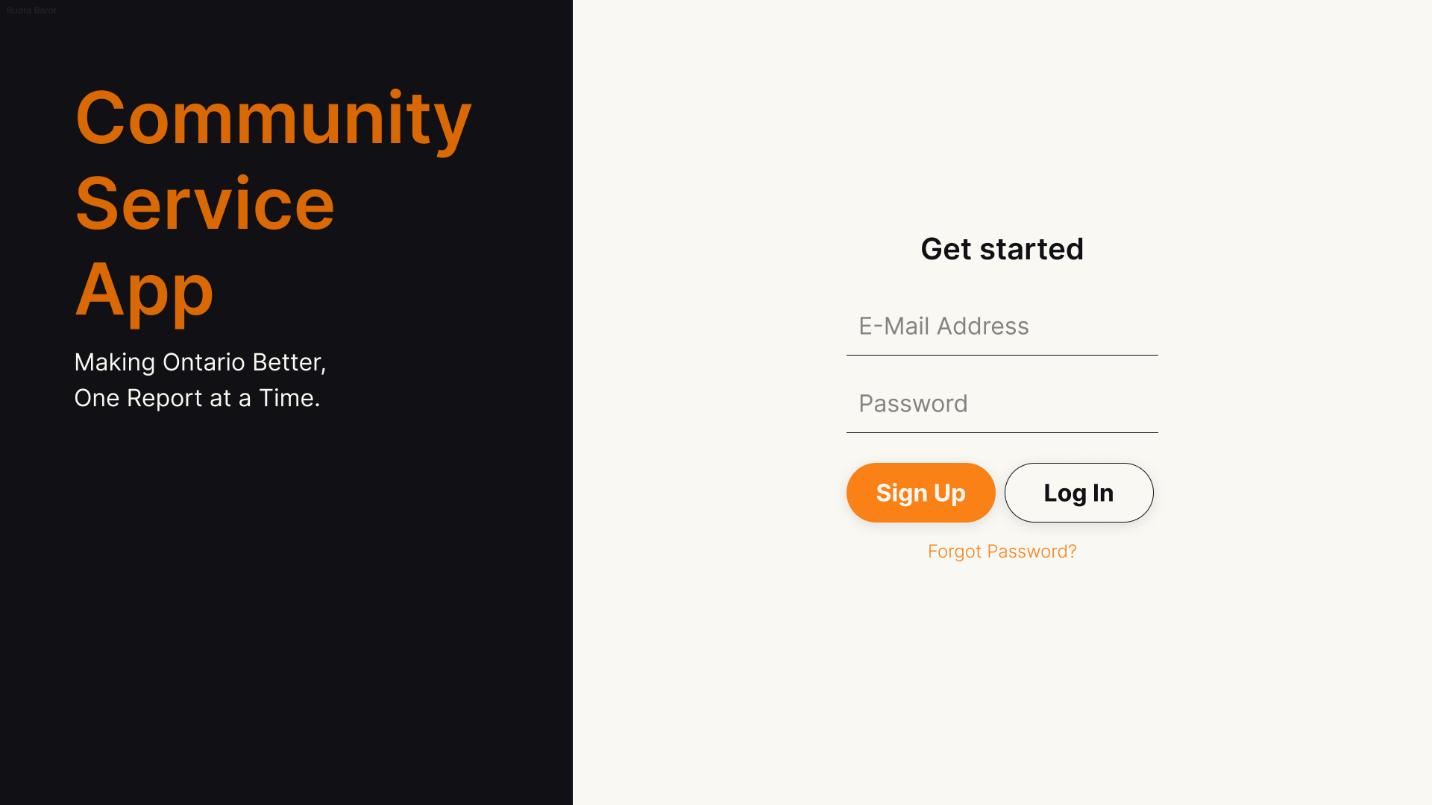 Community
Service
App
Making Ontario Better,
One Report at a Time.
Get started
E-Mail Address
Password
Sign Up
Log In
Forgot Password?